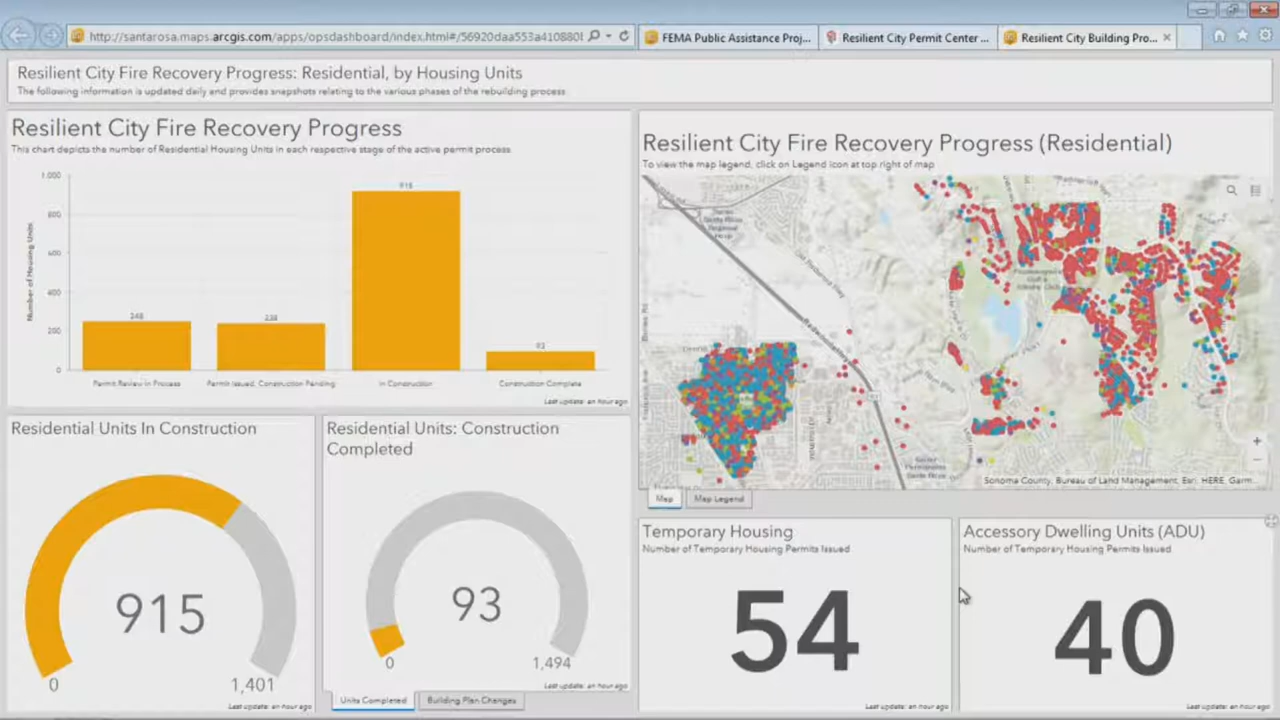 http://santarosa.maps.arcgis.com/apps/opsdashboard/index.html#/56920daa553a410880
FEMA Public Assistance Proj...
Resilient City Permit Center ...
Resilient City Building Pro...
Resilient City Fire Recovery Progress: Residential, by Housing Units
The following information is updated daily and provides snapshots relating to the various phases of the rebuilding process
Resilient City Fire Recovery Progress
This chart depicts the number of Residential Housing Units in each respective stage of the active permit process
Number of Housing Units
1,000
800
600
400
200
0
238
93
Permit Review in Process
Permit Issued, Construction Pending
In Construction
Construction Complete
Last update: an hour ago
Resilient City Fire Recovery Progress (Residential)
To view the map legend, click on Legend icon at top right of map
Old Redwood Hwy
Redwood Hwy
Sonoma County, Bureau of Land Management, Esri, HERE, Garm...
Map
Map Legend
Residential Units In Construction
915
0
1,401
Last update: an hour ago
Residential Units: Construction
Completed
93
0
1,494
Last update: an hour ago
Units Completed
Building Plan Changes
Temporary Housing
Number of Temporary Housing Permits Issued
54
Last update: an hour ago
Accessory Dwelling Units (ADU)
Number of Temporary Housing Permits Issued
40
Last update: an hour ago